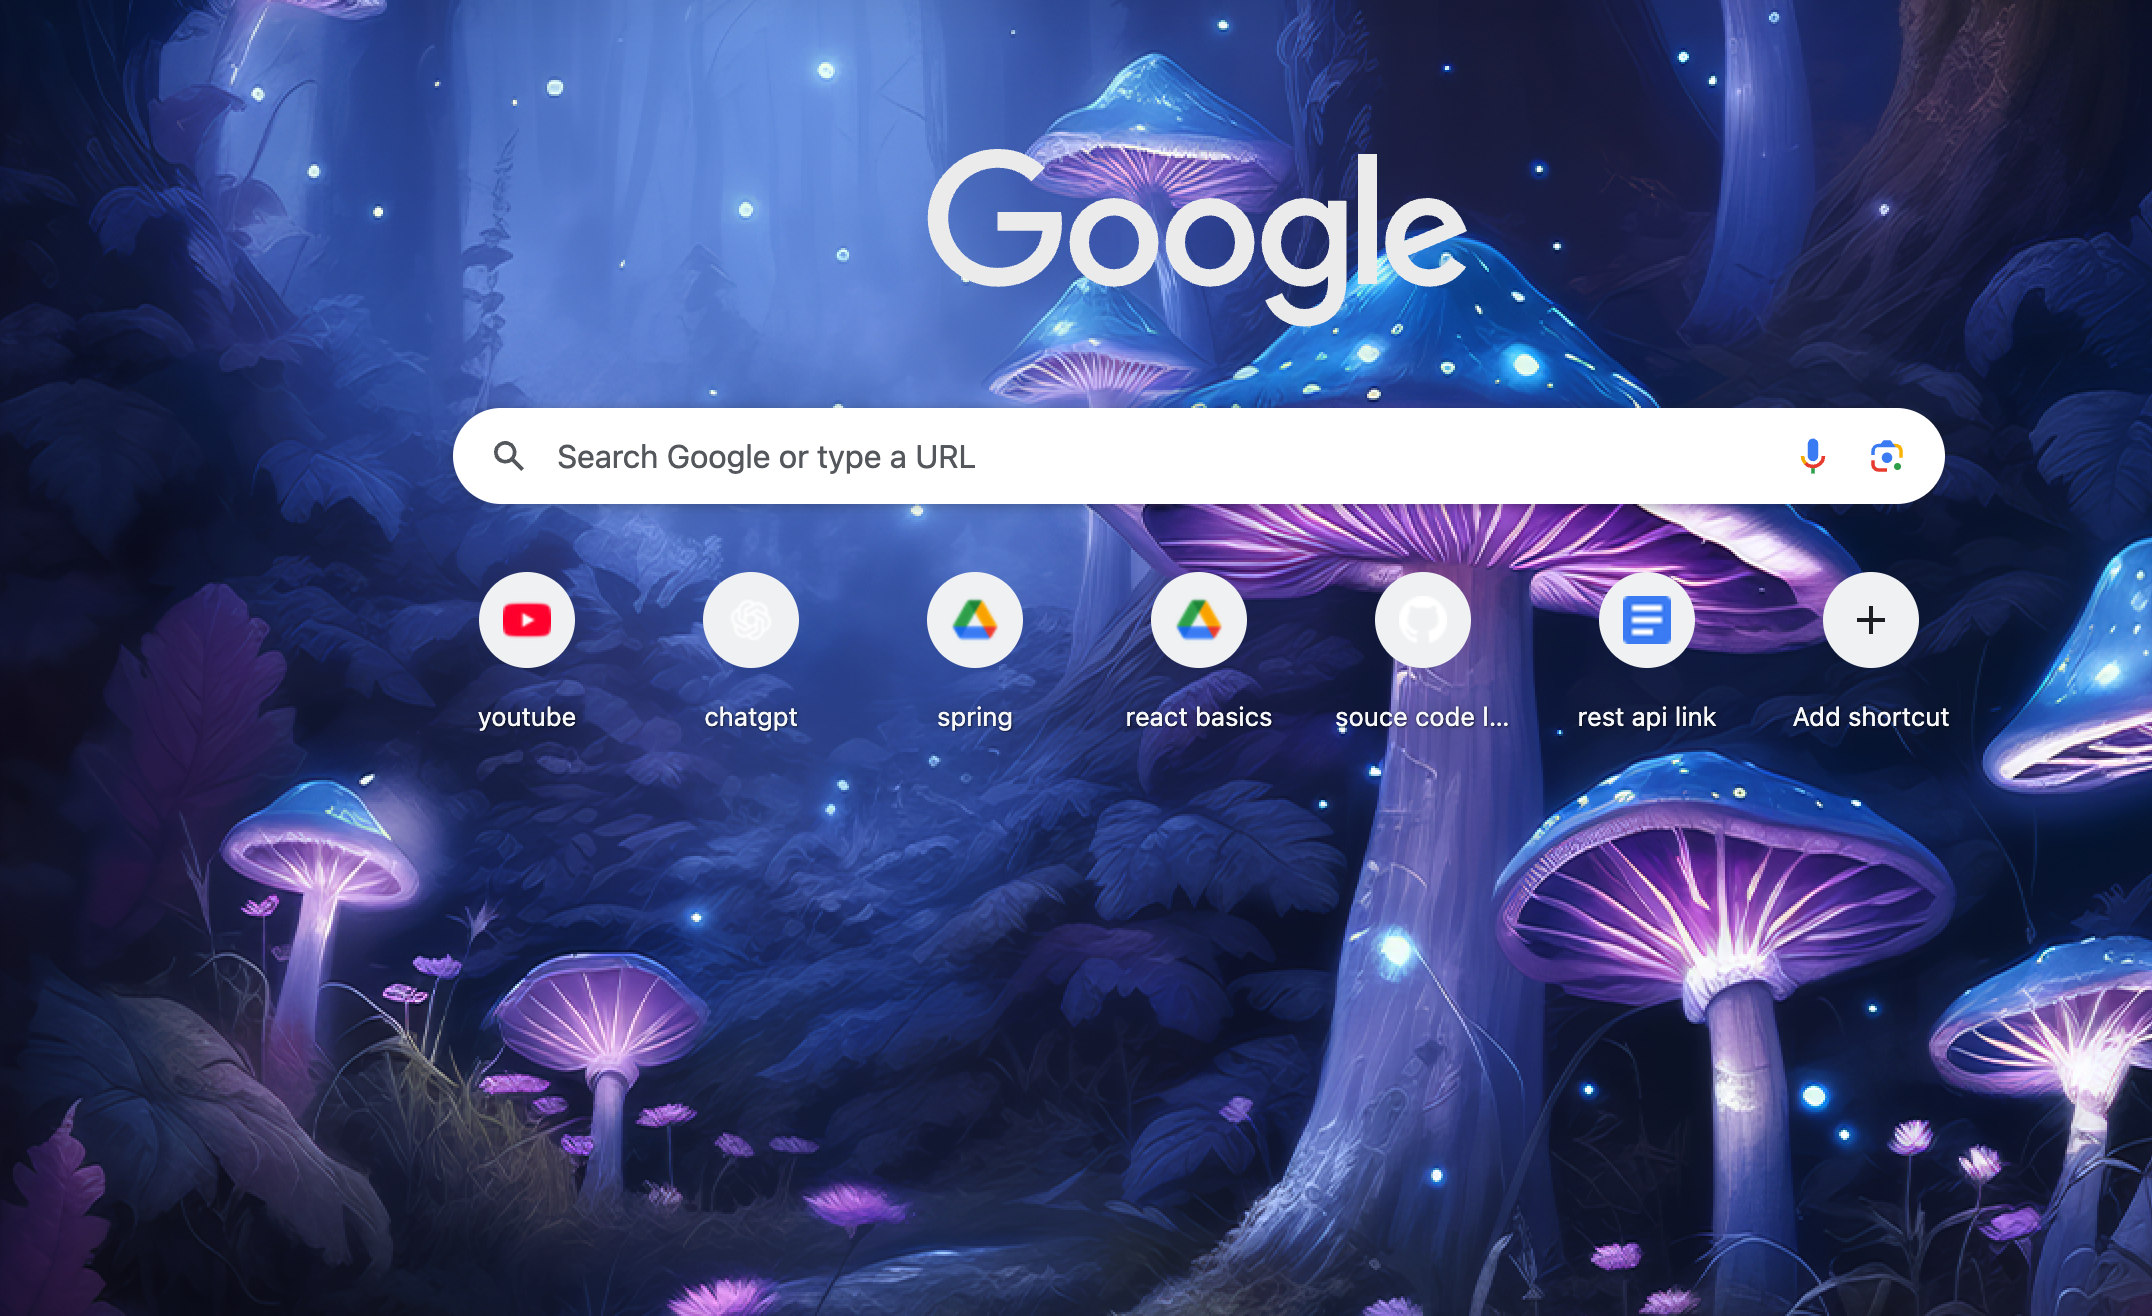 Google
Search Google or type a URL
youtube
chatgpt
spring
react basics
souce code l...
rest api link
Add shortcut